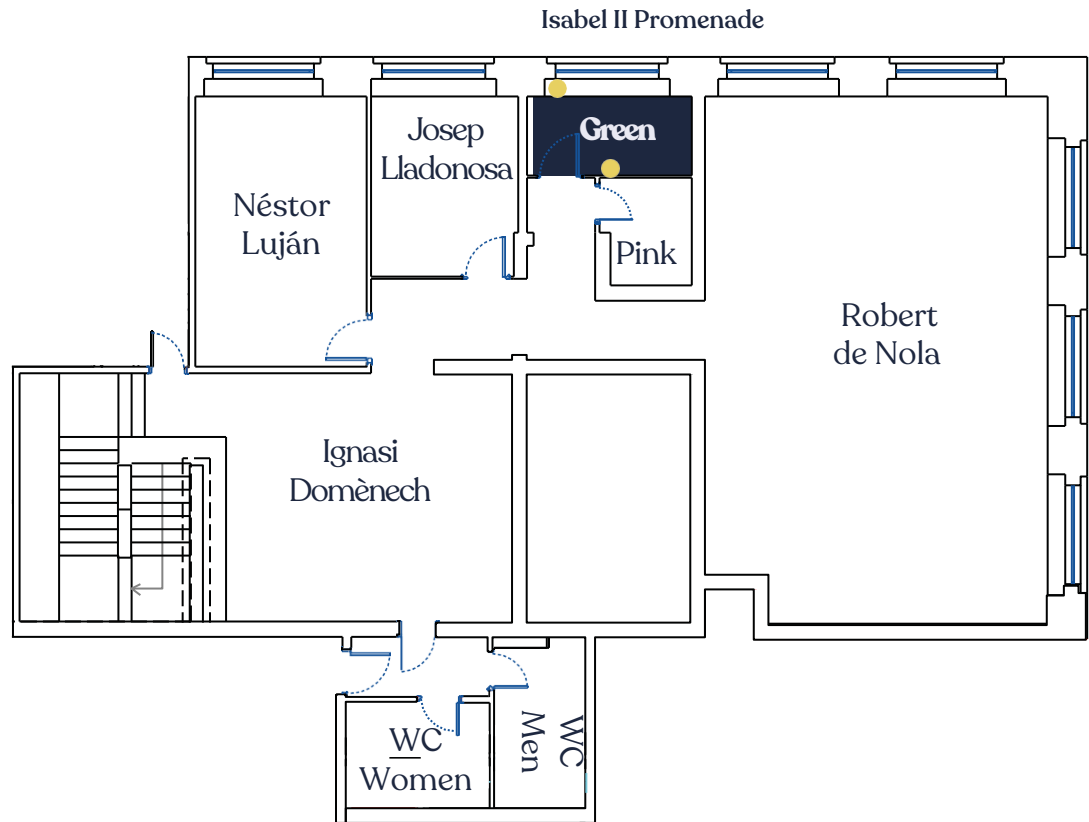 Isabel II Promenade
Josep
Lladonosa
Green
Néstor
Luján
Pink
Robert
de Nola
Ignasi
Domènech
WC
Women
WC
Men